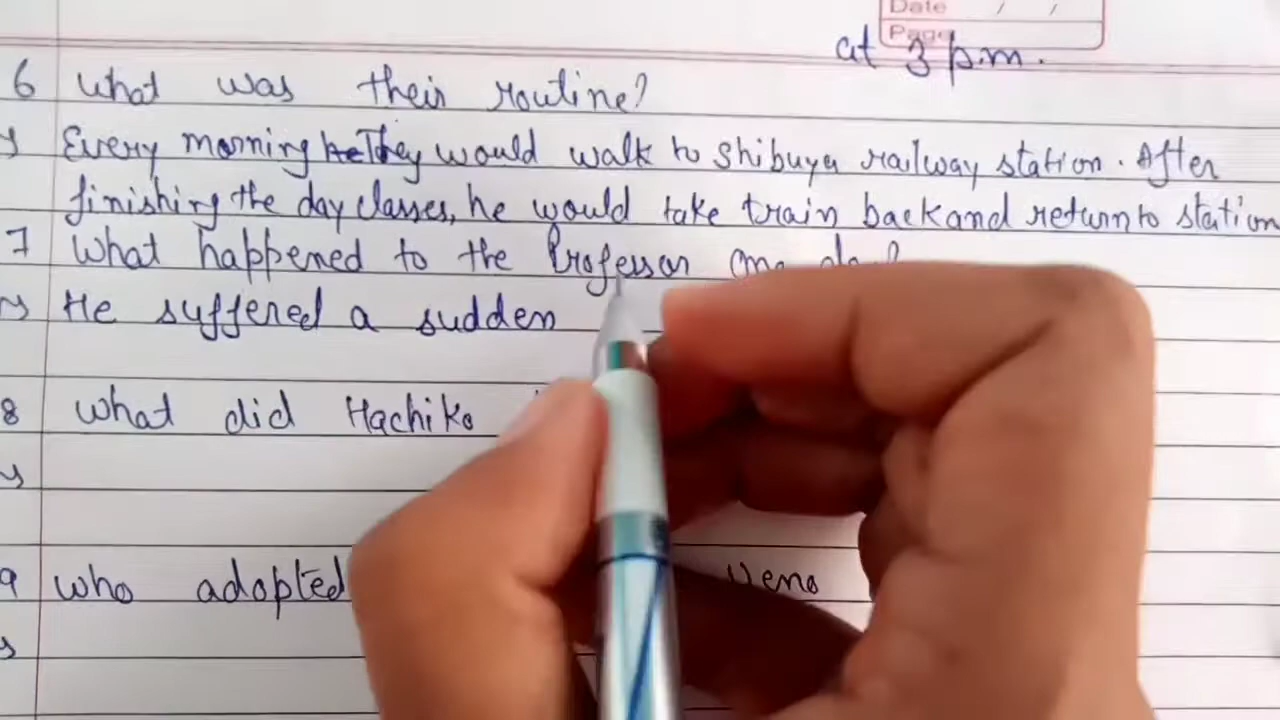 Date / /
Page
at 3 p.m.
6 What was their routine?
Every morning They would walk to Shibuya railway station. After
finishing the day classes, he would take train back and return to station
7 What happened to the Professor one day?
He suffered a sudden
8 What did Hachiko
9 Who adopted Ueno